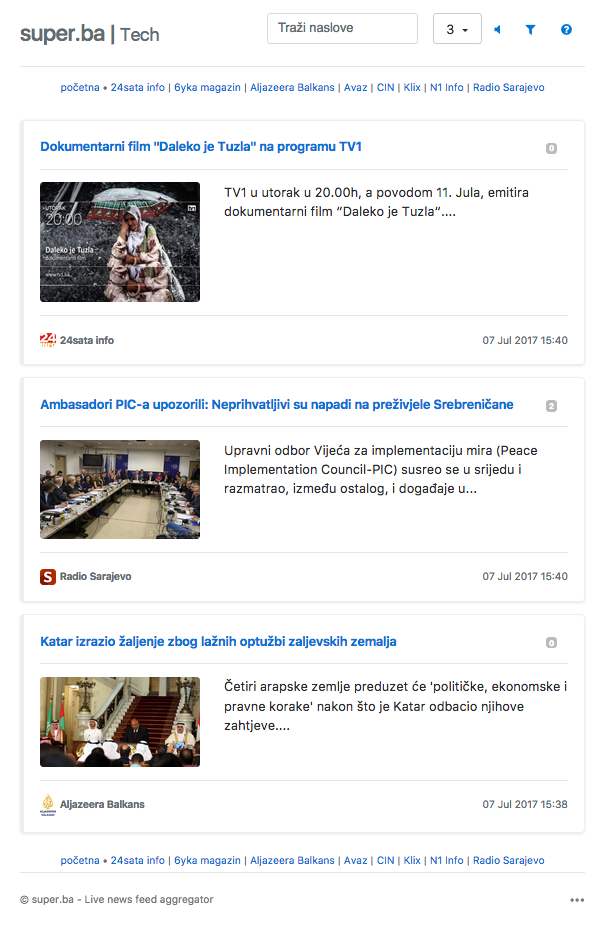 super.ba | Tech
Traži naslove
3
početna • 24sata info | 6yka magazin | Aljazeera Balkans | Avaz | CIN | Klix | N1 Info | Radio Sarajevo
Dokumentarni film "Daleko je Tuzla" na programu TV1
0
UTORAK
20:00
tv1
Daleko je Tuzla
dokumentarni film
www.tv1.ba
TV1 u utorak u 20.00h, a povodom 11. Jula, emitira
dokumentarni film “Daleko je Tuzla“....
24
24sata info
07 Jul 2017 15:40
Ambasadori PIC-a upozorili: Neprihvatljivi su napadi na preživjele Srebreničane
2
Upravni odbor Vijeća za implementaciju mira (Peace
Implementation Council-PIC) susreo se u srijedu i
razmatrao, između ostalog, i događaje u...
S
Radio Sarajevo
07 Jul 2017 15:40
Katar izrazio žaljenje zbog lažnih optužbi zaljevskih zemalja
0
Četiri arapske zemlje preduzet će 'političke, ekonomske i
pravne korake' nakon što je Katar odbacio njihove
zahtjeve....
Aljazeera Balkans
07 Jul 2017 15:38
početna • 24sata info | 6yka magazin | Aljazeera Balkans | Avaz | CIN | Klix | N1 Info | Radio Sarajevo
© super.ba - Live news feed aggregator